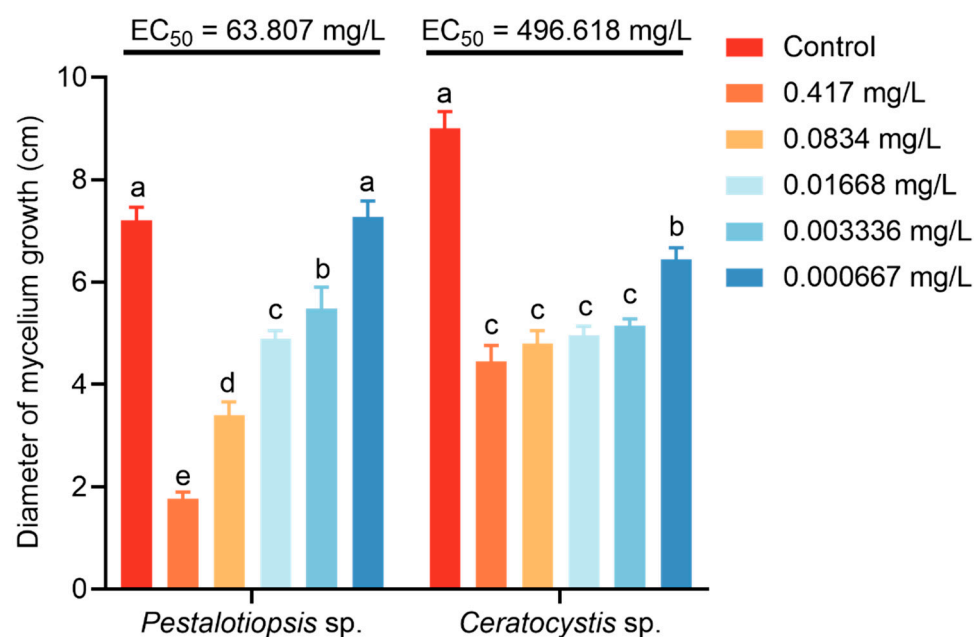 EC50 = 63.807 mg/L
EC50 = 496.618 mg/L
Control
0.417 mg/L
0.0834 mg/L
0.01668 mg/L
0.003336 mg/L
0.000667 mg/L
Diameter of mycelium growth (cm)
10
8
6
4
2
0
a
e
d
c
b
a
a
c
c
c
c
b
Pestalotiopsis sp.
Ceratocystis sp.